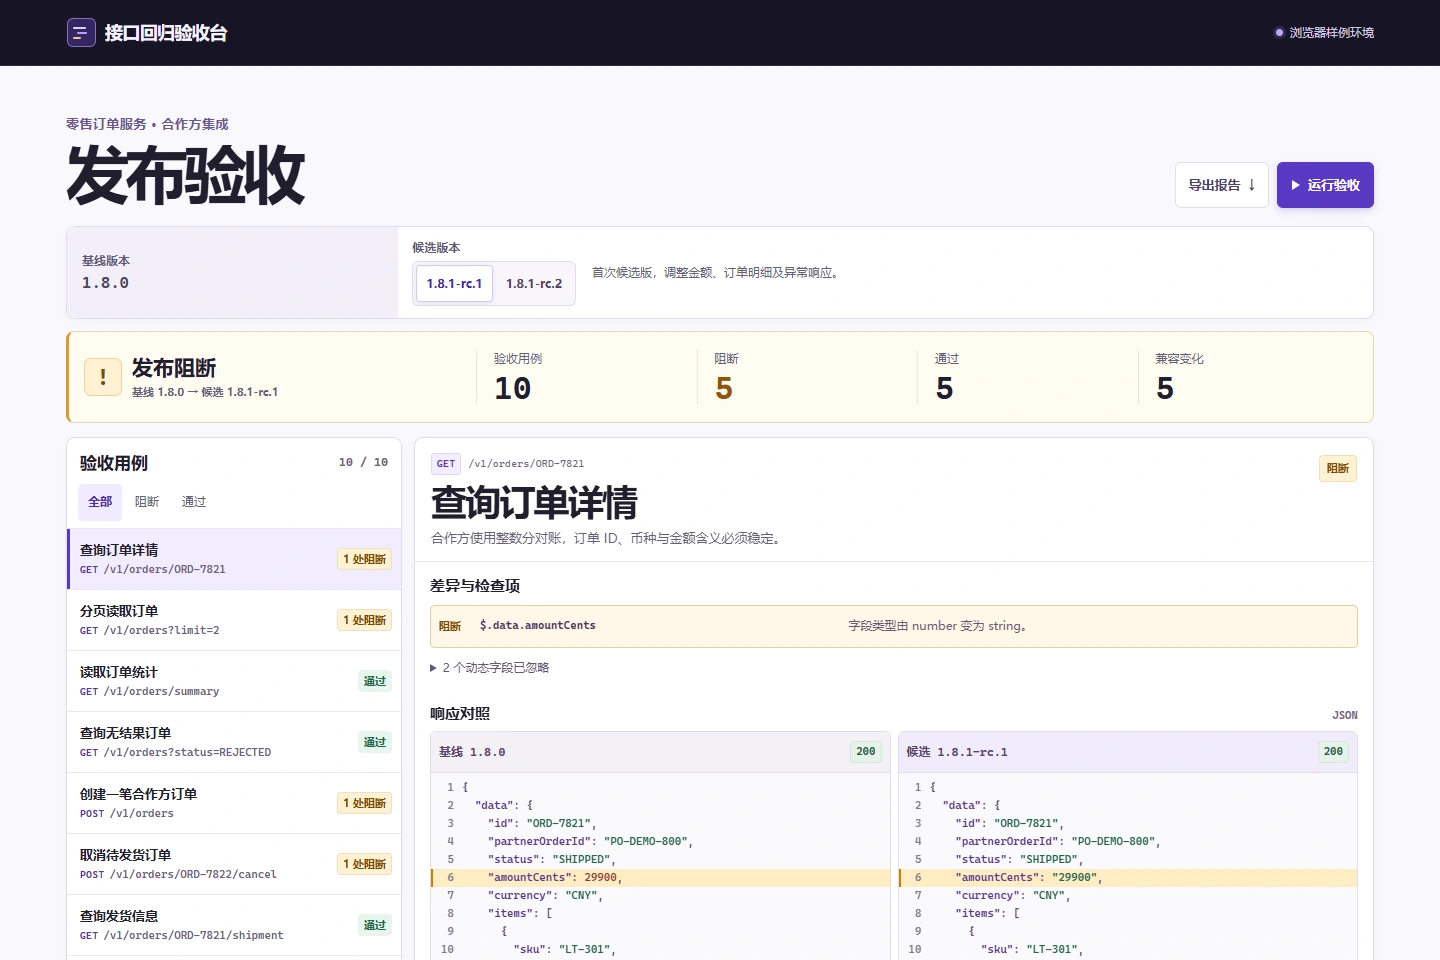 接口回归验收台
浏览器样例环境
零售订单服务 • 合作方集成
发布验收
导出报告 ↓
▶ 运行验收
基线版本
1.8.0
候选版本
1.8.1-rc.1
1.8.1-rc.2
首次候选版，调整金额、订单明细及异常响应。
!
发布阻断
基线 1.8.0 → 候选 1.8.1-rc.1
验收用例
10
阻断
5
通过
5
兼容变化
5
验收用例
10 / 10
全部
阻断
通过
查询订单详情
GET /v1/orders/ORD-7821
1 处阻断
分页读取订单
GET /v1/orders?limit=2
1 处阻断
读取订单统计
GET /v1/orders/summary
通过
查询无结果订单
GET /v1/orders?status=REJECTED
通过
创建一笔合作方订单
POST /v1/orders
1 处阻断
取消待发货订单
POST /v1/orders/ORD-7822/cancel
1 处阻断
查询发货信息
GET /v1/orders/ORD-7821/shipment
通过
GET /v1/orders/ORD-7821
阻断
查询订单详情
合作方使用整数分对账，订单 ID、币种与金额含义必须稳定。
差异与检查项
阻断 $.data.amountCents 字段类型由 number 变为 string。
▶ 2 个动态字段已忽略
响应对照
JSON
基线 1.8.0
200
1 {
2 "data": {
3 "id": "ORD-7821",
4 "partnerOrderId": "PO-DEMO-800",
5 "status": "SHIPPED",
6 "amountCents": 29900,
7 "currency": "CNY",
8 "items": [
9 {
10 "sku": "LT-301",
候选 1.8.1-rc.1
200
1 {
2 "data": {
3 "id": "ORD-7821",
4 "partnerOrderId": "PO-DEMO-800",
5 "status": "SHIPPED",
6 "amountCents": "29900",
7 "currency": "CNY",
8 "items": [
9 {
10 "sku": "LT-301",